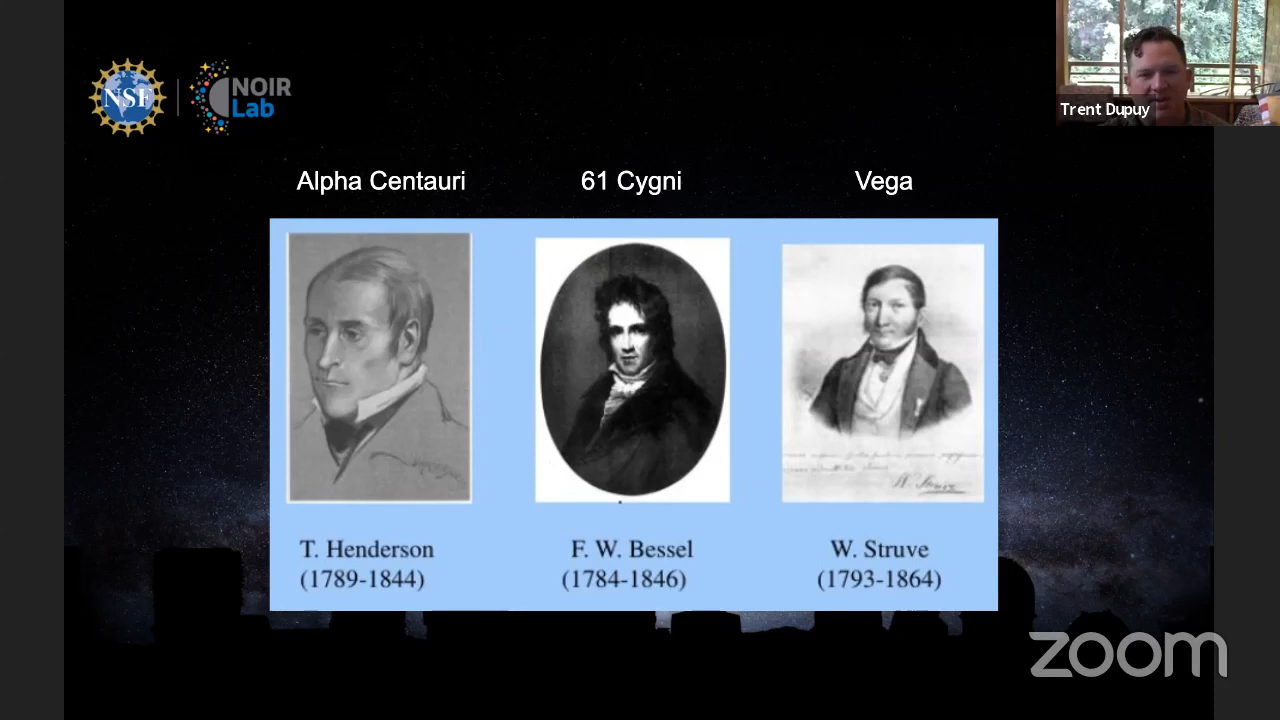 NSF
NOIR
Lab
Trent Dupuy
Alpha Centauri
61 Cygni
Vega
T. Henderson
(1789-1844)
F. W. Bessel
(1784-1846)
W. Struve
(1793-1864)
zoom